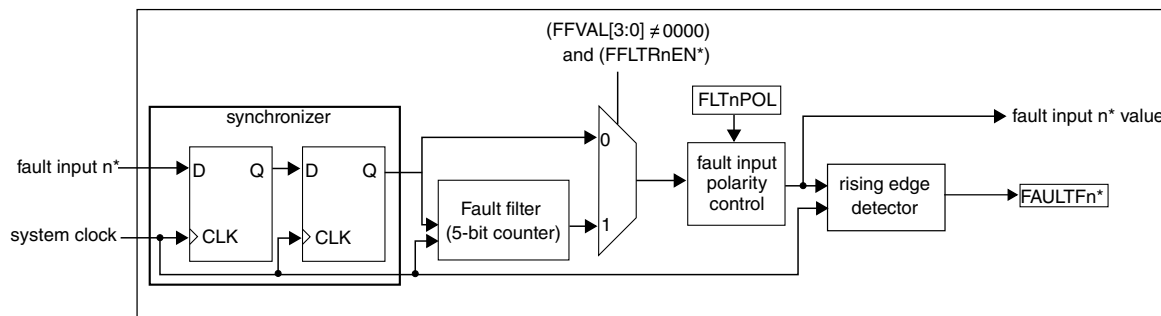 (FFVAL[3:0] ≠ 0000)
and (FFLTRnEN*)
FLTnPOL
synchronizer
fault input n* value
0
fault input n*
D
Q
D
Q
fault input
polarity
control
rising edge
detector
FAULTFn*
Fault filter
(5-bit counter)
1
system clock
CLK
CLK